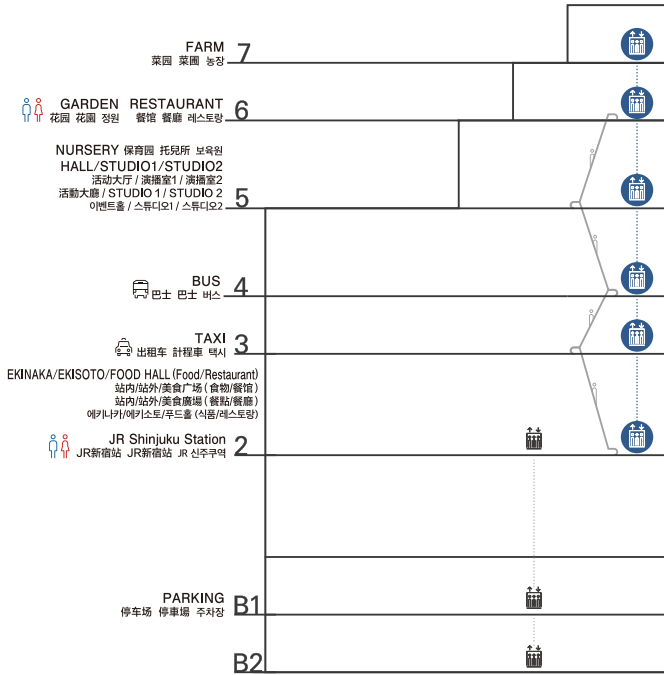 FARM 7
菜园 菜圃 농장
GARDEN RESTAURANT 6
花园 花園 정원 餐馆 餐廳 레스토랑
NURSERY 保育园 托兒所 보육원
HALL/STUDIO1/STUDIO2
活动大厅 / 演播室1 / 演播室2
活動大廳 / STUDIO 1 / STUDIO 2 5
이벤트홀 / 스튜디오1 / 스튜디오2
BUS 4
巴士 巴士 버스
TAXI 3
出租车 計程車 택시
EKINAKA/EKISOTO/FOOD HALL (Food/Restaurant)
站内/站外/美食广场 (食物/餐馆)
站內/站外/美食廣場 (餐點/餐廳)
에키나카/에키소토/푸드홀 (식품/레스토랑)
JR Shinjuku Station 2
JR新宿站 JR新宿站 JR 신주쿠역
PARKING B1
停车场 停車場 주차장
B2